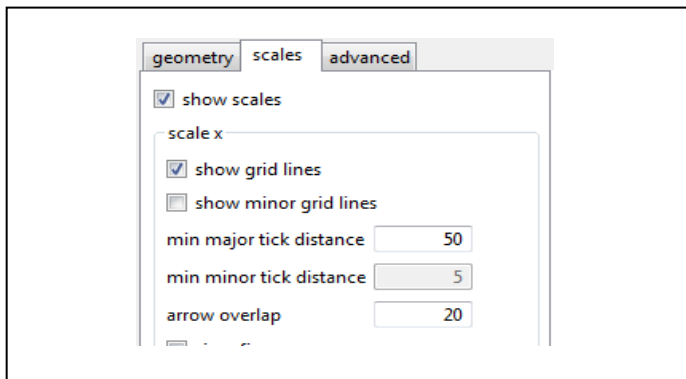 geometry scales advanced
show scales
scale x
show grid lines
show minor grid lines
min major tick distance 50
min minor tick distance 5
arrow overlap 20